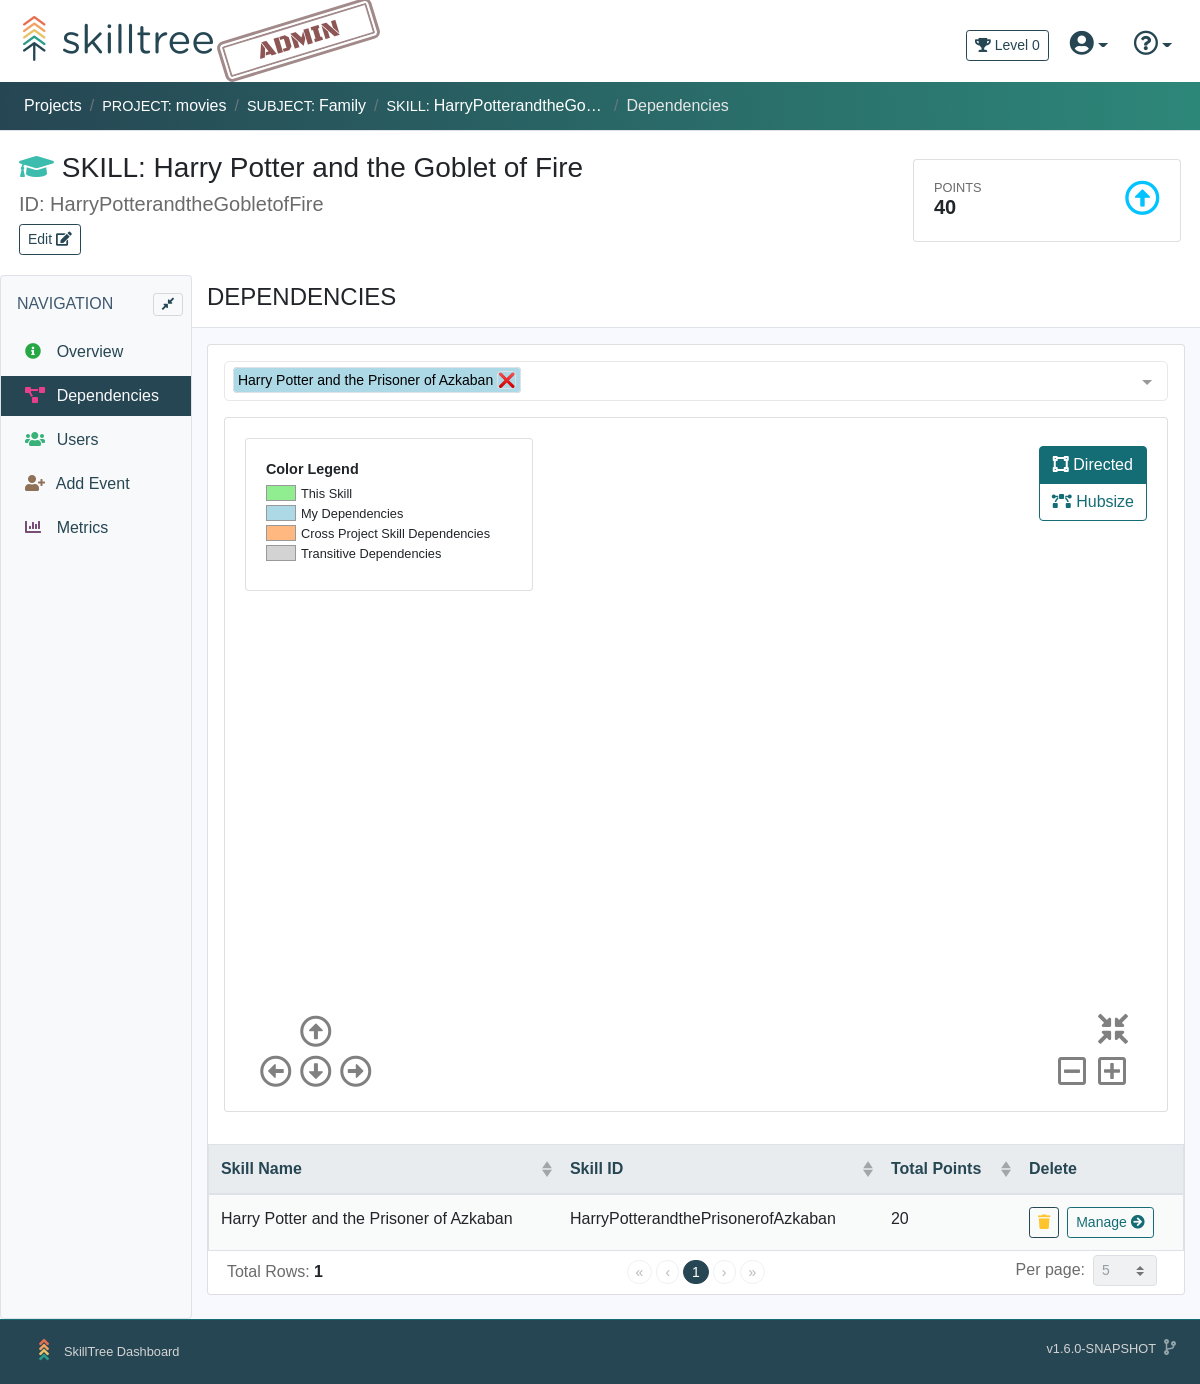 skilltree ADMIN
Level 0
Projects / PROJECT: movies / SUBJECT: Family / SKILL: HarryPotterandtheGo… / Dependencies
SKILL: Harry Potter and the Goblet of Fire
ID: HarryPotterandtheGobletofFire
Edit
POINTS
40
NAVIGATION
Overview
Dependencies
Users
Add Event
Metrics
DEPENDENCIES
Harry Potter and the Prisoner of Azkaban ❌
Color Legend
This Skill
My Dependencies
Cross Project Skill Dependencies
Transitive Dependencies
Directed
Hubsize
Skill Name Skill ID Total Points Delete
Harry Potter and the Prisoner of Azkaban HarryPotterandthePrisonerofAzkaban 20 Manage
Total Rows: 1 « ‹ 1 › » Per page: 5
SkillTree Dashboard v1.6.0-SNAPSHOT